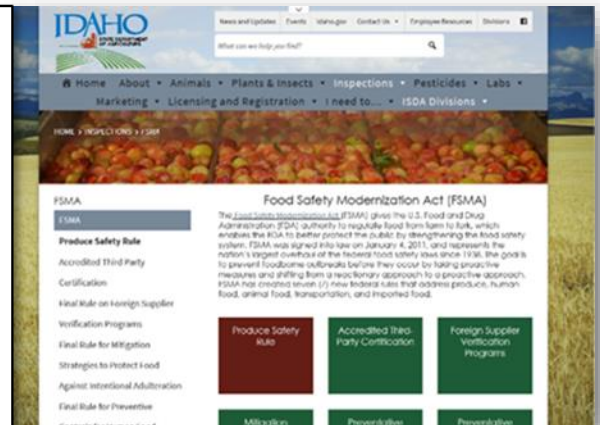 IDAHO
STATE DEPARTMENT
OF AGRICULTURE
News and Updates Events Idaho.gov Contact Us Employee Resources Divisions
What can we help you find?
Home About Animals Plants & Insects Inspections Pesticides Labs
Marketing Licensing and Registration I need to... ISDA Divisions
HOME > INSPECTIONS > FSMA
FSMA
FSMA
Produce Safety Rule
Accredited Third Party
Certification
Final Rule on Foreign Supplier
Verification Programs
Final Rule for Mitigation
Strategies to Protect Food
Against Intentional Adulteration
Final Rule for Preventive
Food Safety Modernization Act (FSMA)
The Food Safety Modernization Act (FSMA) gives the U.S. Food and Drug
Administration (FDA) authority to regulate food from farm to fork, which
enables the FDA to better protect the public by strengthening the food safety
system. FSMA was signed into law on January 4, 2011, and represents the
nation's largest overhaul of the federal food safety laws since 1938. The goal is
to prevent foodborne outbreaks before they occur by taking proactive
measures and shifting from a reactionary approach to a proactive approach.
FSMA has created seven (7) new federal rules that address produce, human
food, animal food, transportation, and imported food.
Produce Safety
Rule
Accredited Third-
Party Certification
Foreign Supplier
Verification
Programs
Mitigation
Preventative
Preventative